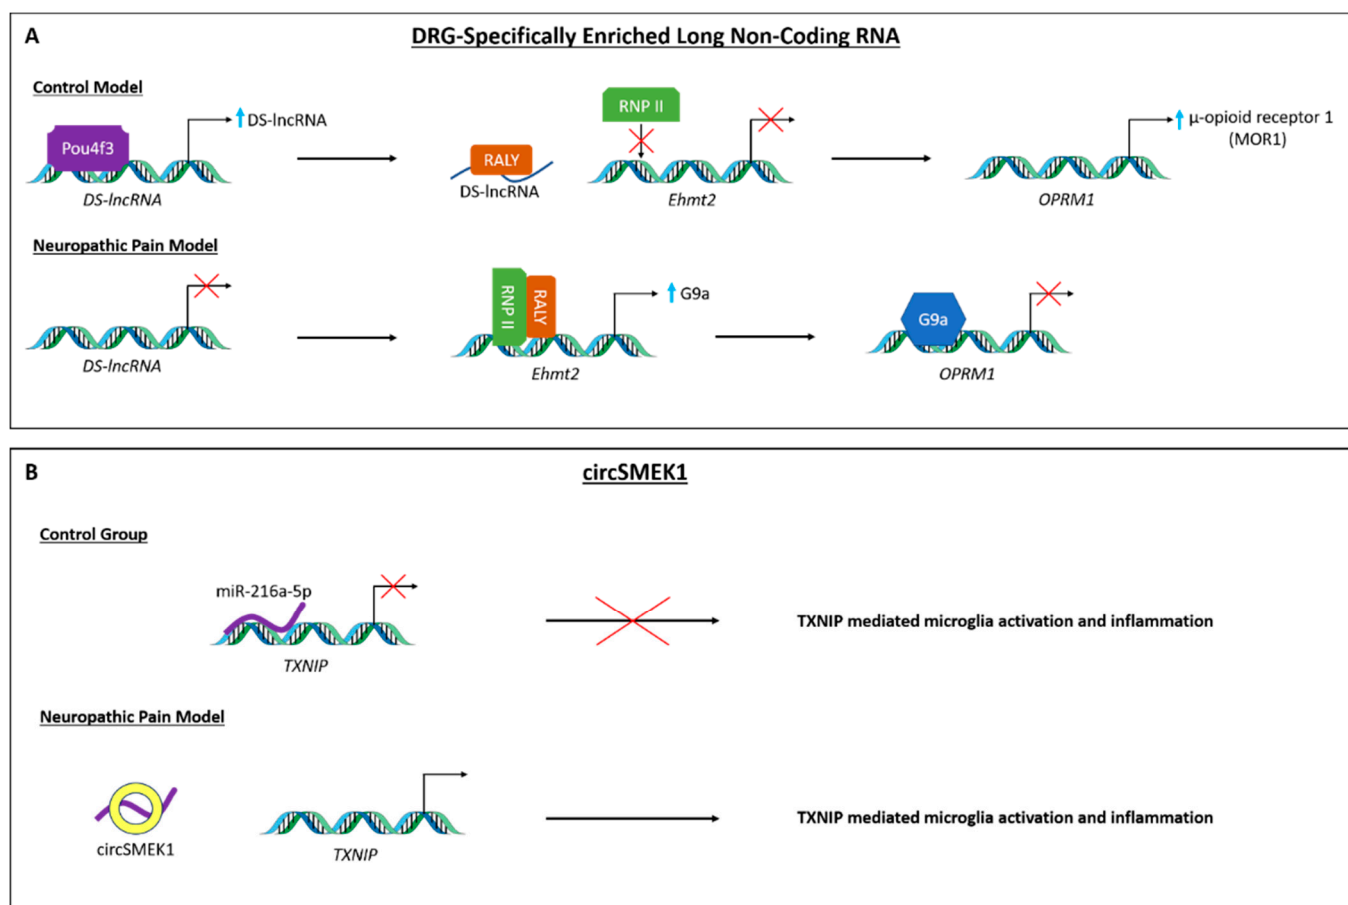 A
DRG-Specifically Enriched Long Non-Coding RNA
Control Model
Pou4f3
DS-lncRNA
DS-lncRNA
RALY
DS-lncRNA
RNP II
Ehmt2
μ-opioid receptor 1
(MOR1)
OPRM1
Neuropathic Pain Model
DS-lncRNA
RNP II
RALY
G9a
Ehmt2
G9a
OPRM1
B
circSMEK1
Control Group
miR-216a-5p
TXNIP
TXNIP mediated microglia activation and inflammation
Neuropathic Pain Model
circSMEK1
TXNIP
TXNIP mediated microglia activation and inflammation